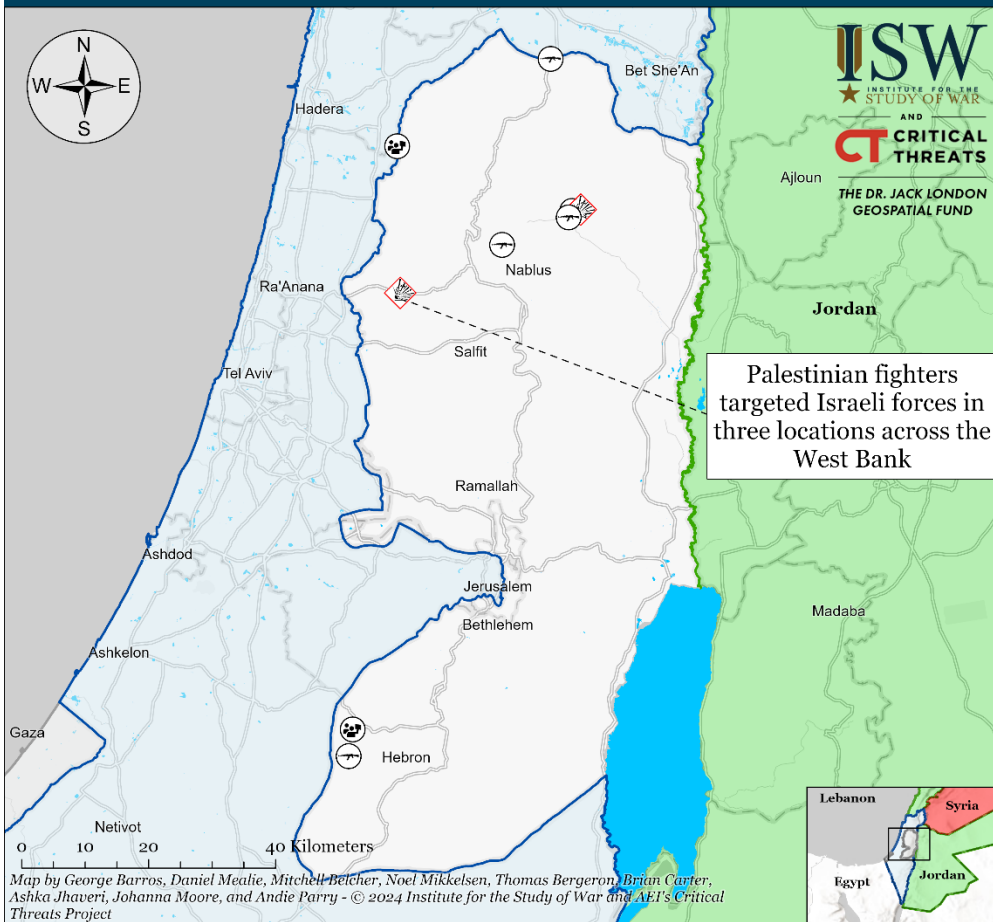 N
W E
S
Hadera
Bet She'An
ISW
INSTITUTE FOR THE
STUDY OF WAR
AND
CT CRITICAL
THREATS
THE DR. JACK LONDON
GEOSPATIAL FUND
Ajloun
Nablus
Ra'Anana
Jordan
Salfit
Tel Aviv
Palestinian fighters
targeted Israeli forces in
three locations across the
West Bank
Ramallah
Ashdod
Jerusalem
Bethlehem
Madaba
Ashkelon
Gaza
Hebron
Netivot
0 10 20 40 Kilometers
Lebanon
Syria
Egypt
Jordan
Map by George Barros, Daniel Mealie, Mitchell Belcher, Noel Mikkelsen, Thomas Bergeron, Brian Carter,
Ashka Jhaveri, Johanna Moore, and Andie Parry - © 2024 Institute for the Study of War and AEI's Critical
Threats Project